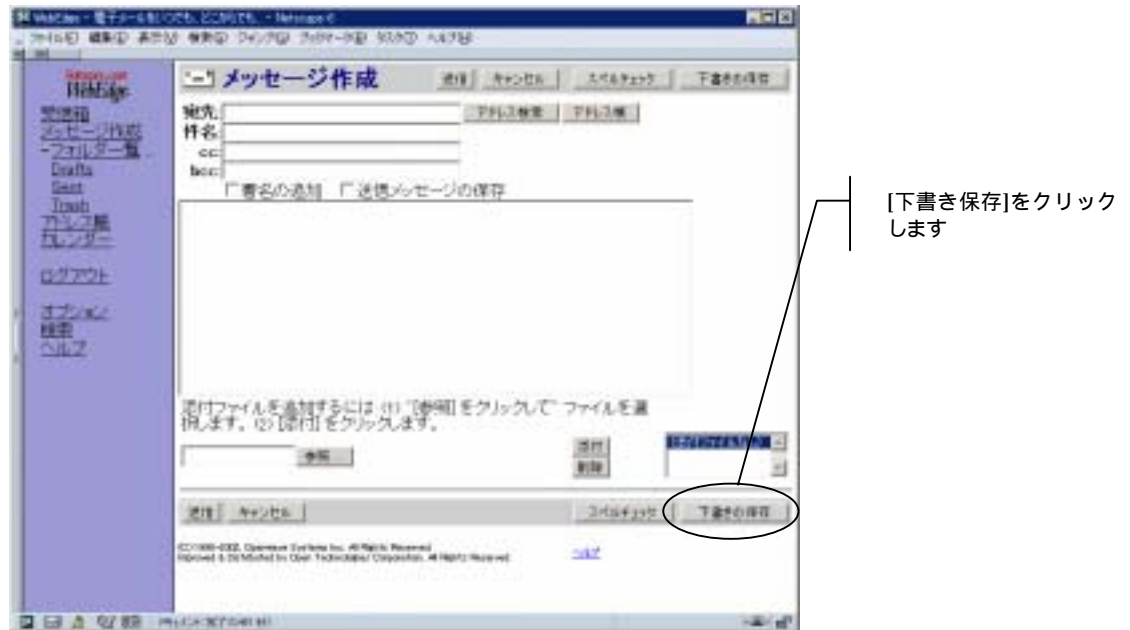 WebEdge - 電子メールをいつでも、どこからでも。 - Netscape 6
メッセージ作成
送信 キャンセル スペルチェック 下書きの保存
WebEdge
受信箱
メッセージ作成
フォルダー一覧
Drafts
Sent
Trash
アドレス帳
カレンダー
ログアウト
オプション
検索
ヘルプ
宛先: アドレス検索 アドレス帳
件名:
cc:
bcc:
署名の追加 送信メッセージの保存
添付ファイルを追加するには (1) "[参照] をクリックして" ファイルを選
択します。(2) [添付] をクリックします。
参照...
添付
削除
送信 キャンセル スペルチェック 下書きの保存
ヘルプ
[下書き保存]をクリック
します